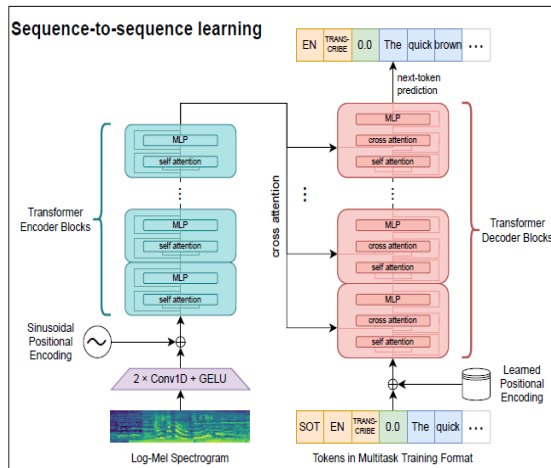 Sequence-to-sequence learning
EN TRANS-CRIBE 0.0 The quick brown ...
next-token
prediction
MLP
self attention
MLP
cross attention
self attention
...
...
...
Transformer
Encoder Blocks
cross attention
Transformer
Decoder Blocks
MLP
self attention
MLP
self attention
MLP
cross attention
self attention
MLP
cross attention
self attention
Sinusoidal
Positional
Encoding
2 × Conv1D + GELU
Learned
Positional
Encoding
SOT EN TRANS-CRIBE 0.0 The quick ...
Log-Mel Spectrogram
Tokens in Multitask Training Format